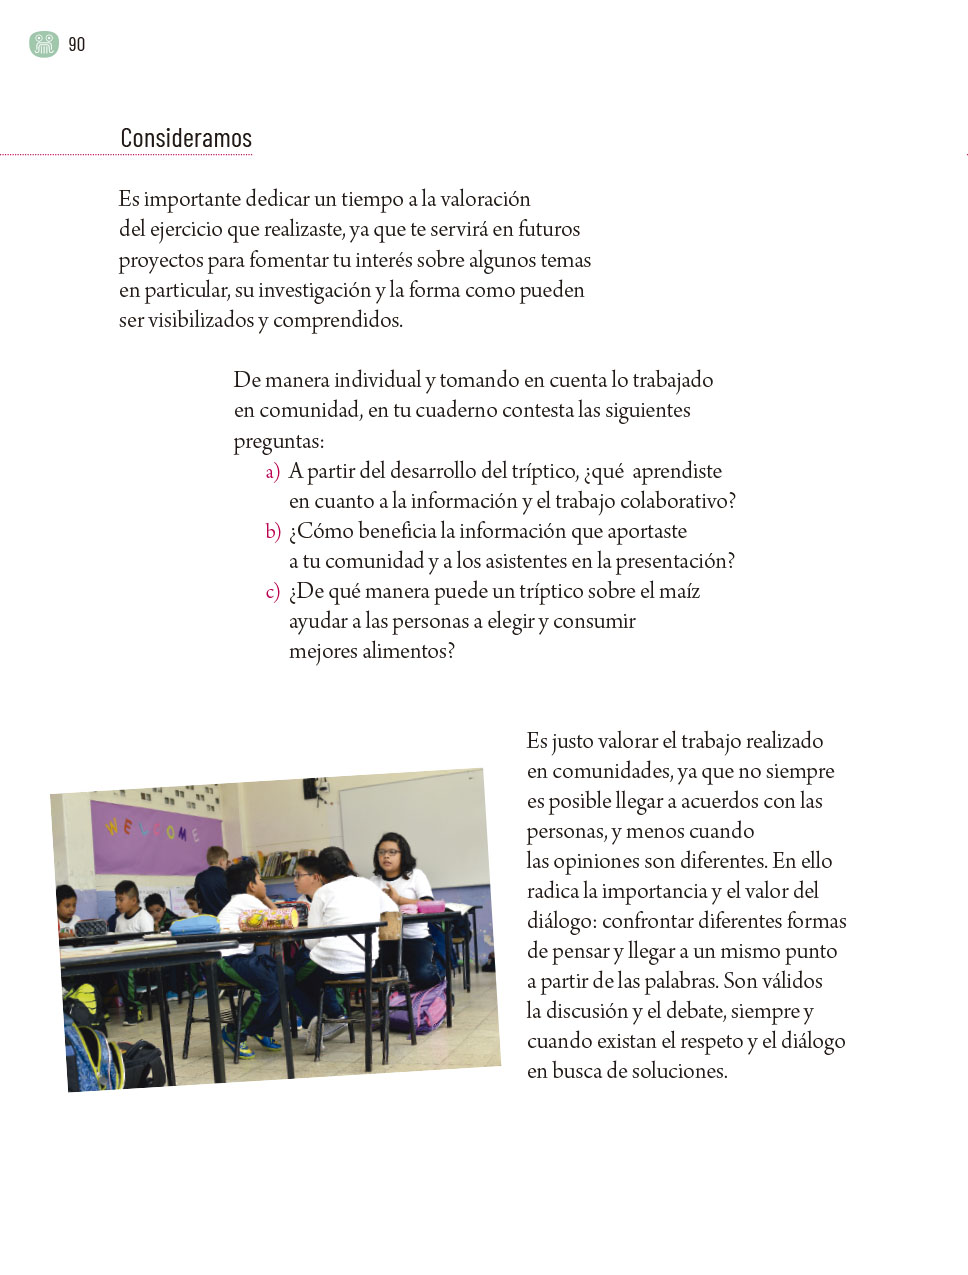 90
Consideramos
Es importante dedicar un tiempo a la valoración
del ejercicio que realizaste, ya que te servirá en futuros
proyectos para fomentar tu interés sobre algunos temas
en particular, su investigación y la forma como pueden
ser visibilizados y comprendidos.
De manera individual y tomando en cuenta lo trabajado
en comunidad, en tu cuaderno contesta las siguientes
preguntas:
a) A partir del desarrollo del tríptico, ¿qué aprendiste
en cuanto a la información y el trabajo colaborativo?
b) ¿Cómo beneficia la información que aportaste
a tu comunidad y a los asistentes en la presentación?
c) ¿De qué manera puede un tríptico sobre el maíz
ayudar a las personas a elegir y consumir
mejores alimentos?
Es justo valorar el trabajo realizado
en comunidades, ya que no siempre
es posible llegar a acuerdos con las
personas, y menos cuando
las opiniones son diferentes. En ello
radica la importancia y el valor del
diálogo: confrontar diferentes formas
de pensar y llegar a un mismo punto
a partir de las palabras. Son válidos
la discusión y el debate, siempre y
cuando existan el respeto y el diálogo
en busca de soluciones.
WELCOME